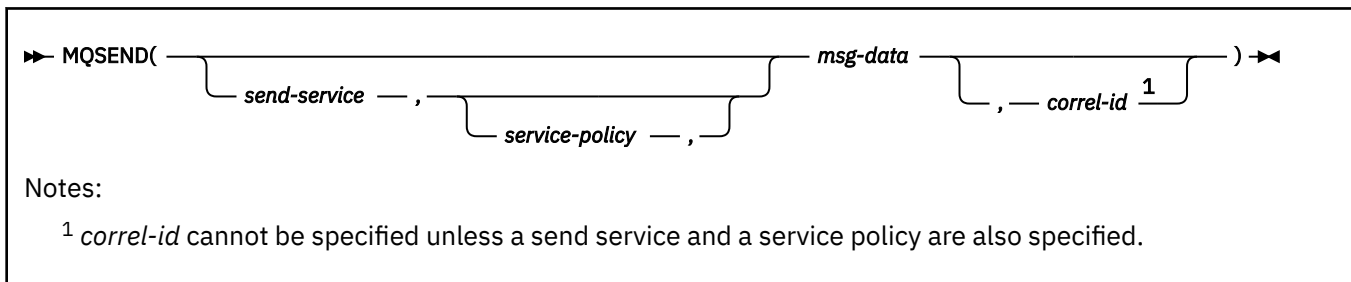 MQSEND( msg-data ) 
send-service , , correl-id 1
service-policy ,
Notes:
1 correl-id cannot be specified unless a send service and a service policy are also specified.